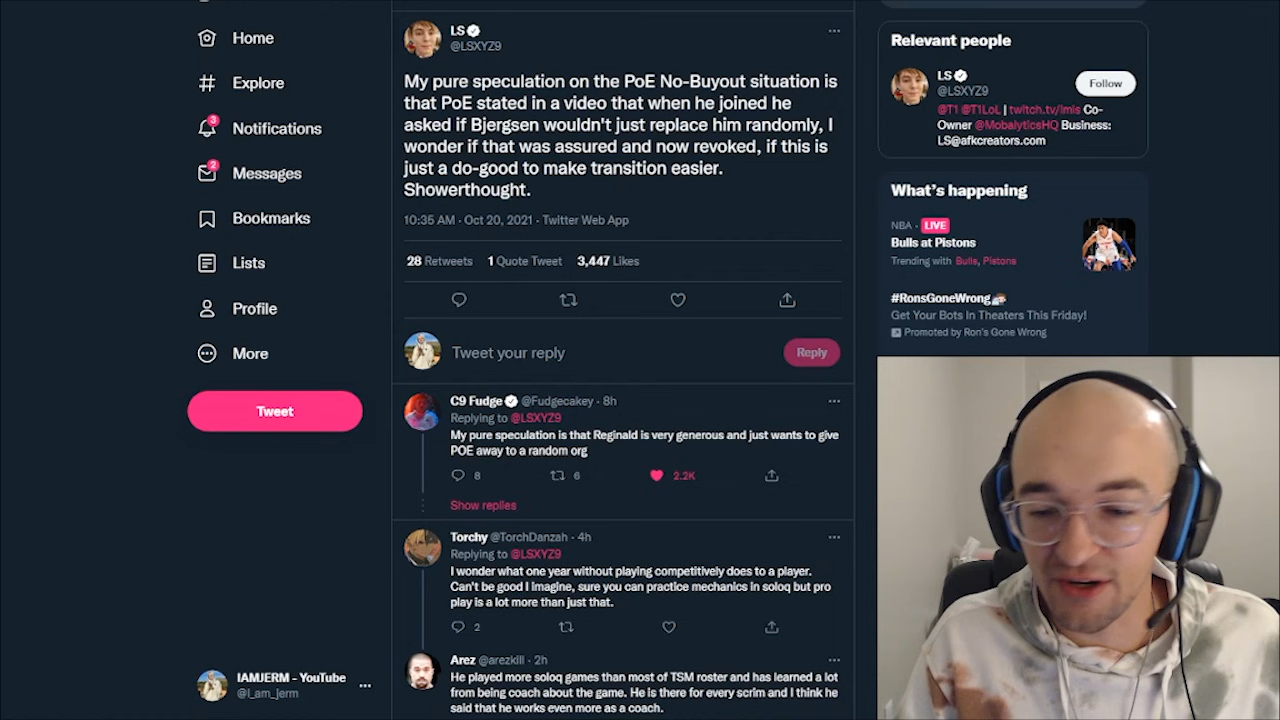 Home
Explore
3
Notifications
2
Messages
Bookmarks
Lists
Profile
More
Tweet
IAMJERM - YouTube
@I_am_jerm
LS
@LSXYZ9
My pure speculation on the PoE No-Buyout situation is
that PoE stated in a video that when he joined he
asked if Bjergsen wouldn't just replace him randomly, I
wonder if that was assured and now revoked, if this is
just a do-good to make transition easier.
Showerthought.
10:35 AM · Oct 20, 2021 · Twitter Web App
28 Retweets 1 Quote Tweet 3,447 Likes
Tweet your reply
Reply
C9 Fudge @Fudgecakey · 8h
Replying to @LSXYZ9
My pure speculation is that Reginald is very generous and just wants to give
POE away to a random org
8 6 2.2K
Show replies
Torchy @TorchDanzah · 4h
Replying to @LSXYZ9
I wonder what one year without playing competitively does to a player.
Can't be good I imagine, sure you can practice mechanics in soloq but pro
play is a lot more than just that.
2
Arez @arezkill · 2h
He played more soloq games than most of TSM roster and has learned a lot
from being coach about the game. He is there for every scrim and I think he
said that he works even more as a coach.
Relevant people
LS
@LSXYZ9
Follow
@T1 @T1LoL | twitch.tv/lmis Co-
Owner @MobalyticsHQ Business:
LS@afkcreators.com
What's happening
NBA · LIVE
Bulls at Pistons
Trending with Bulls, Pistons
#RonsGoneWrong
Get Your Bots In Theaters This Friday!
Promoted by Ron's Gone Wrong